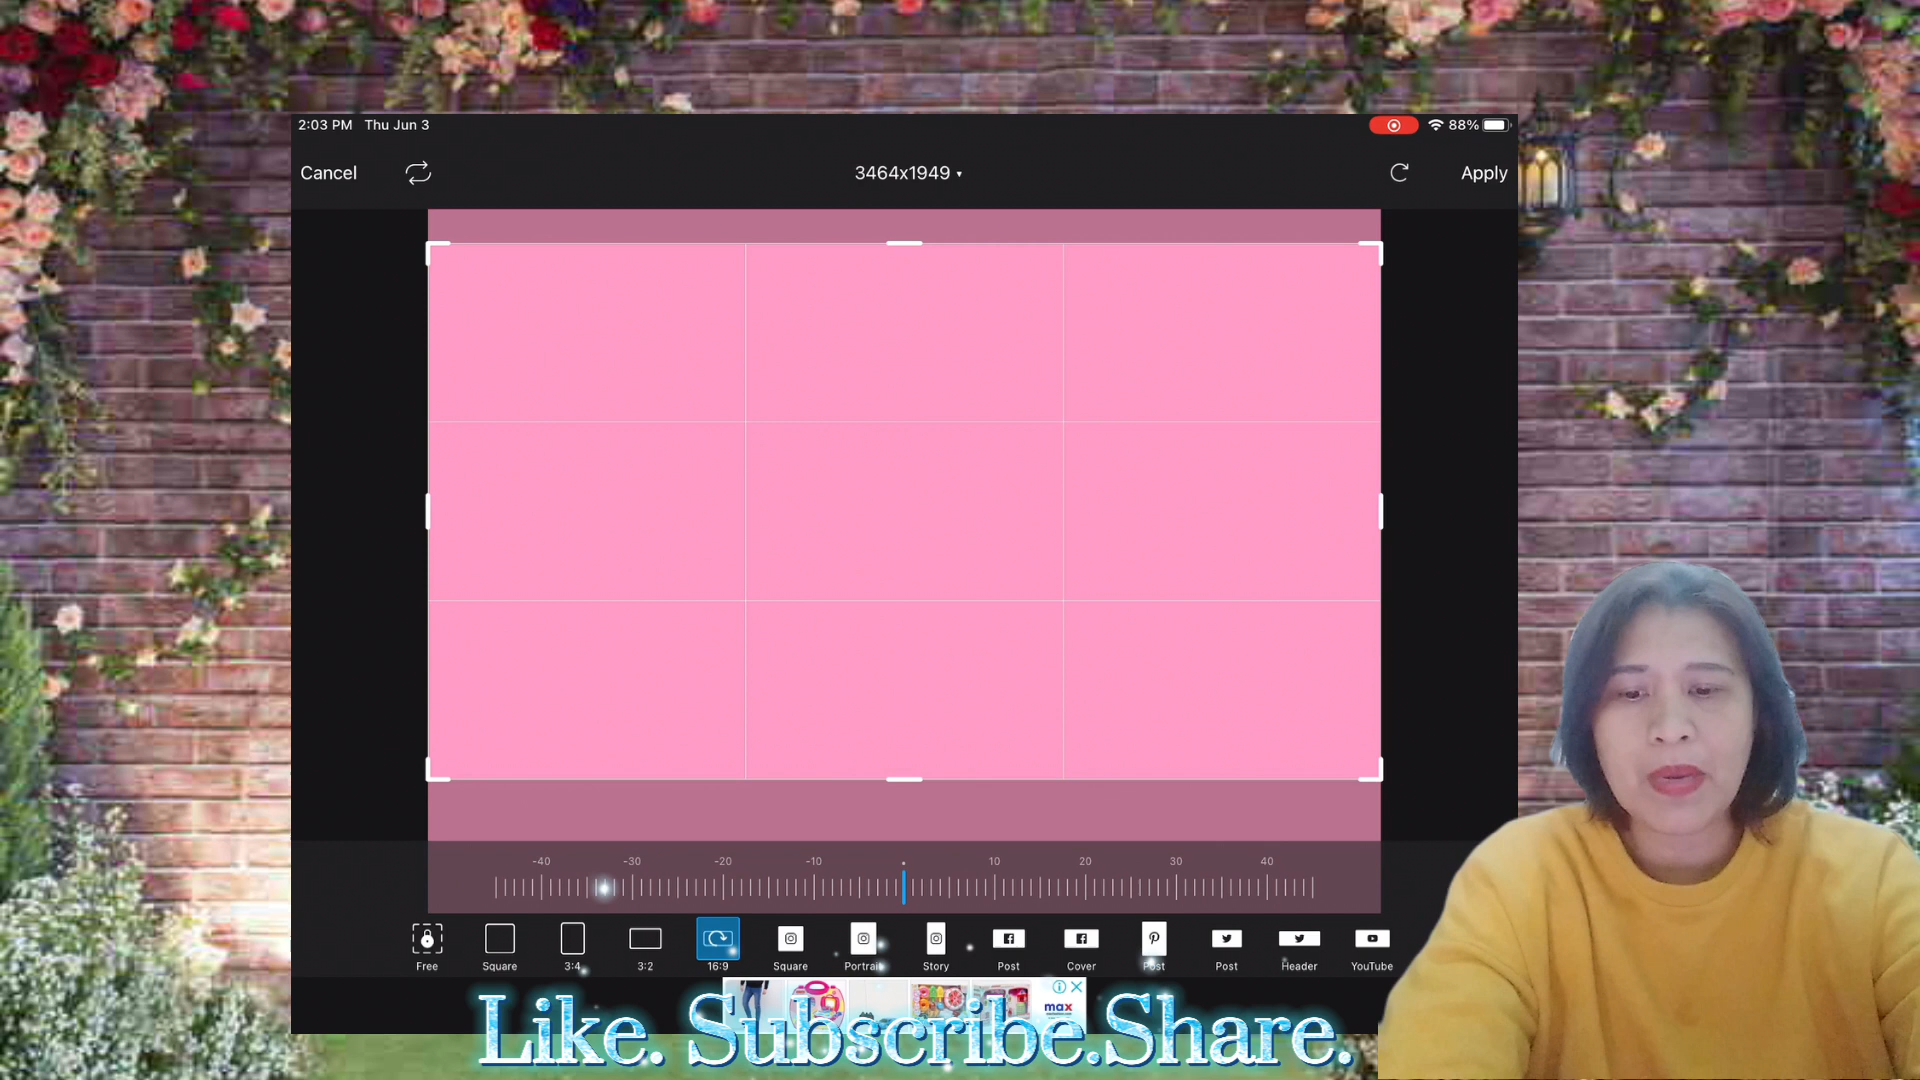 2:03 PM Thu Jun 3
88%
Cancel
3464x1949
Apply
-40 -30 -20 -10 10 20 30 40
Free Square 3:4 3:2 16:9 Square Portrait Story Post Cover Post Post Header YouTube
max
Like. Subscribe.Share.